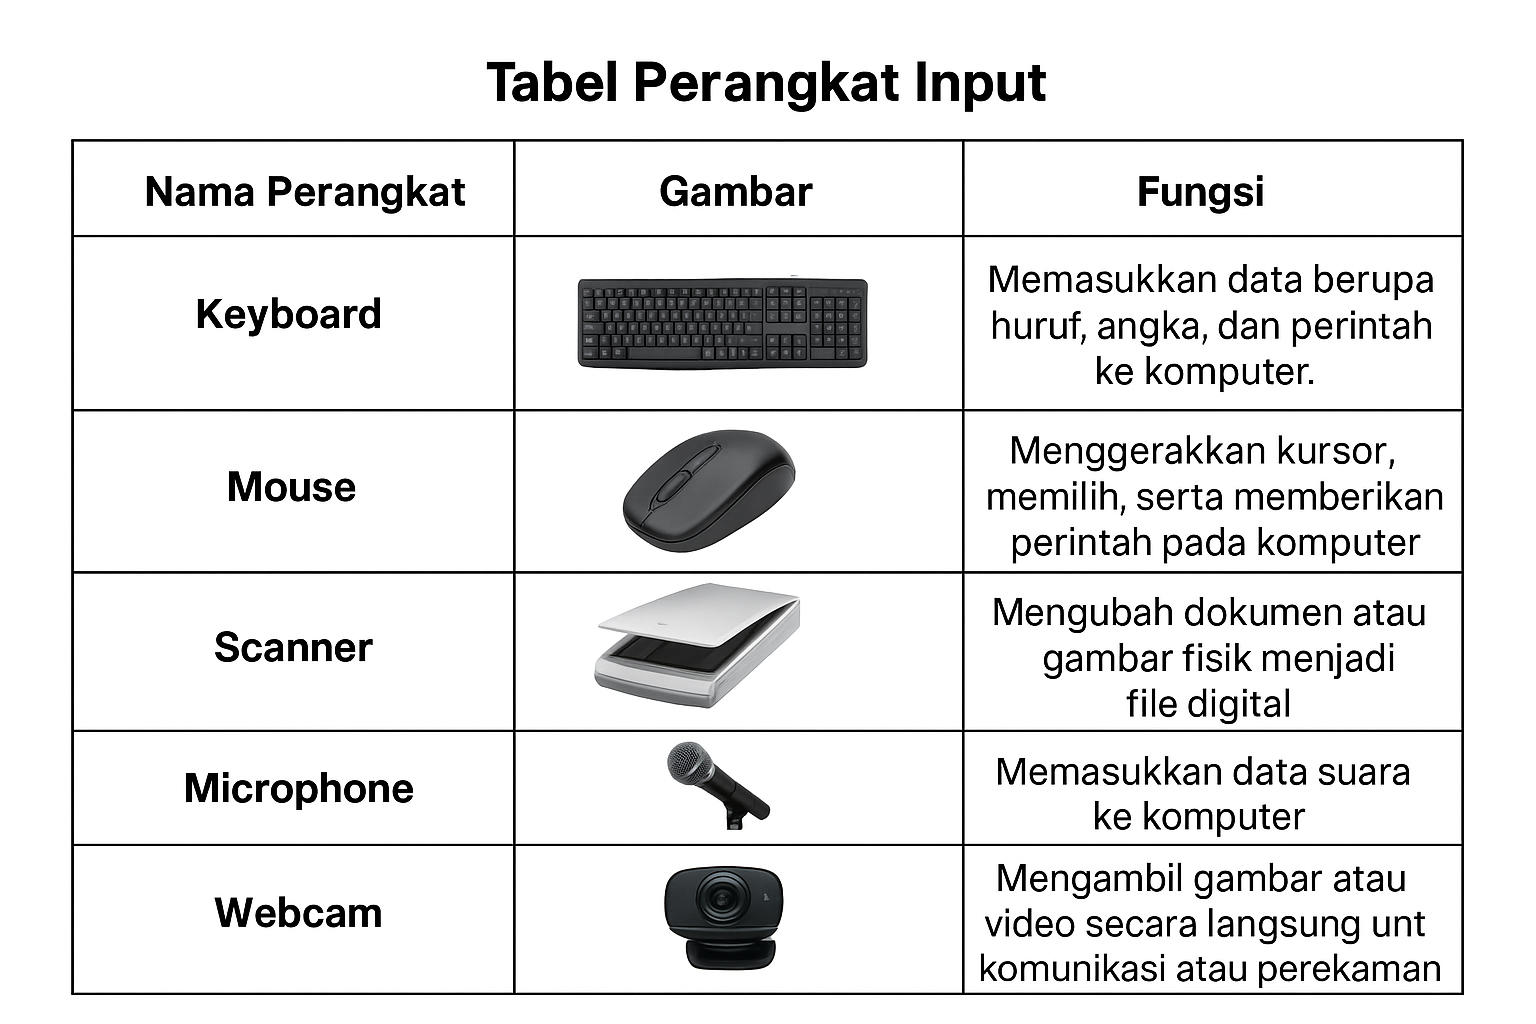 Tabel Perangkat Input
Nama Perangkat
Gambar
Fungsi
Keyboard
Memasukkan data berupa
huruf, angka, dan perintah
ke komputer.
Mouse
Menggerakkan kursor,
memilih, serta memberikan
perintah pada komputer
Scanner
Mengubah dokumen atau
gambar fisik menjadi
file digital
Microphone
Memasukkan data suara
ke komputer
Webcam
Mengambil gambar atau
video secara langsung unt
komunikasi atau perekaman